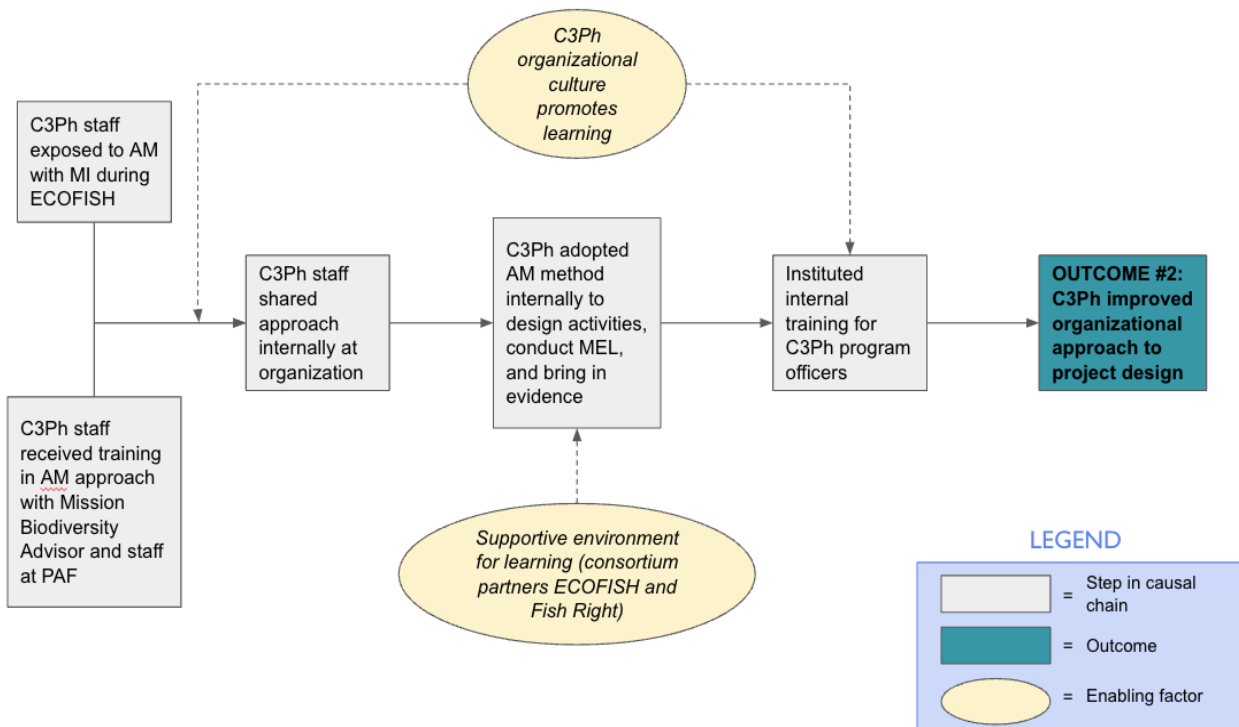 C3Ph
organizational
culture
promotes
learning
C3Ph staff
exposed to AM
with MI during
ECOFISH
C3Ph staff
received training
in AM approach
with Mission
Biodiversity
Advisor and staff
at PAF
C3Ph staff
shared
approach
internally at
organization
C3Ph adopted
AM method
internally to
design activities,
conduct MEL,
and bring in
evidence
Instituted
internal
training for
C3Ph program
officers
OUTCOME #2:
C3Ph improved
organizational
approach to
project design
Supportive environment
for learning (consortium
partners ECOFISH and
Fish Right)
LEGEND
= Step in causal
chain
= Outcome
= Enabling factor